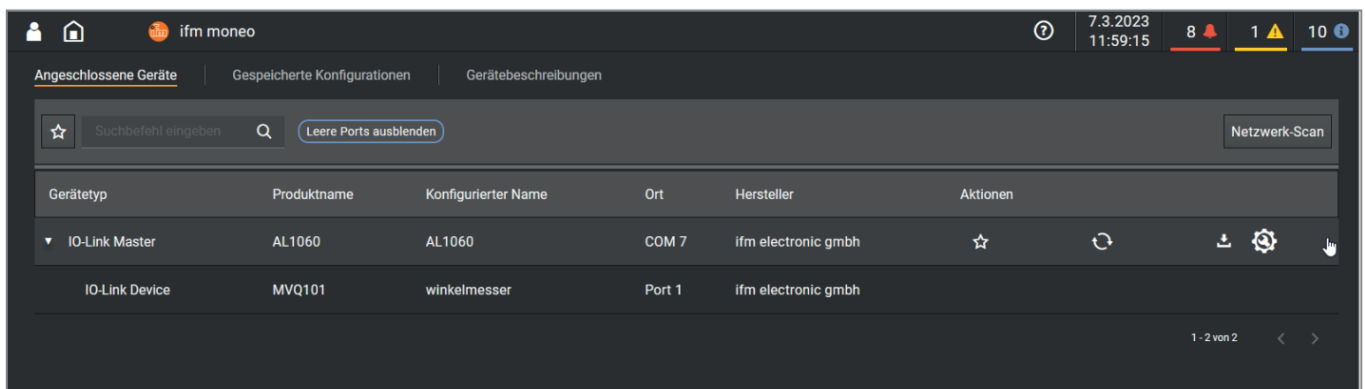 ifm moneo
7.3.2023
11:59:15
8
1
10
Angeschlossene Geräte
Gespeicherte Konfigurationen
Gerätebeschreibungen
Suchbefehl eingeben
Leere Ports ausblenden
Netzwerk-Scan
Gerätetyp Produktname Konfigurierter Name Ort Hersteller Aktionen
IO-Link Master AL1060 AL1060 COM 7 ifm electronic gmbh
IO-Link Device MVQ101 winkelmesser Port 1 ifm electronic gmbh
1 - 2 von 2